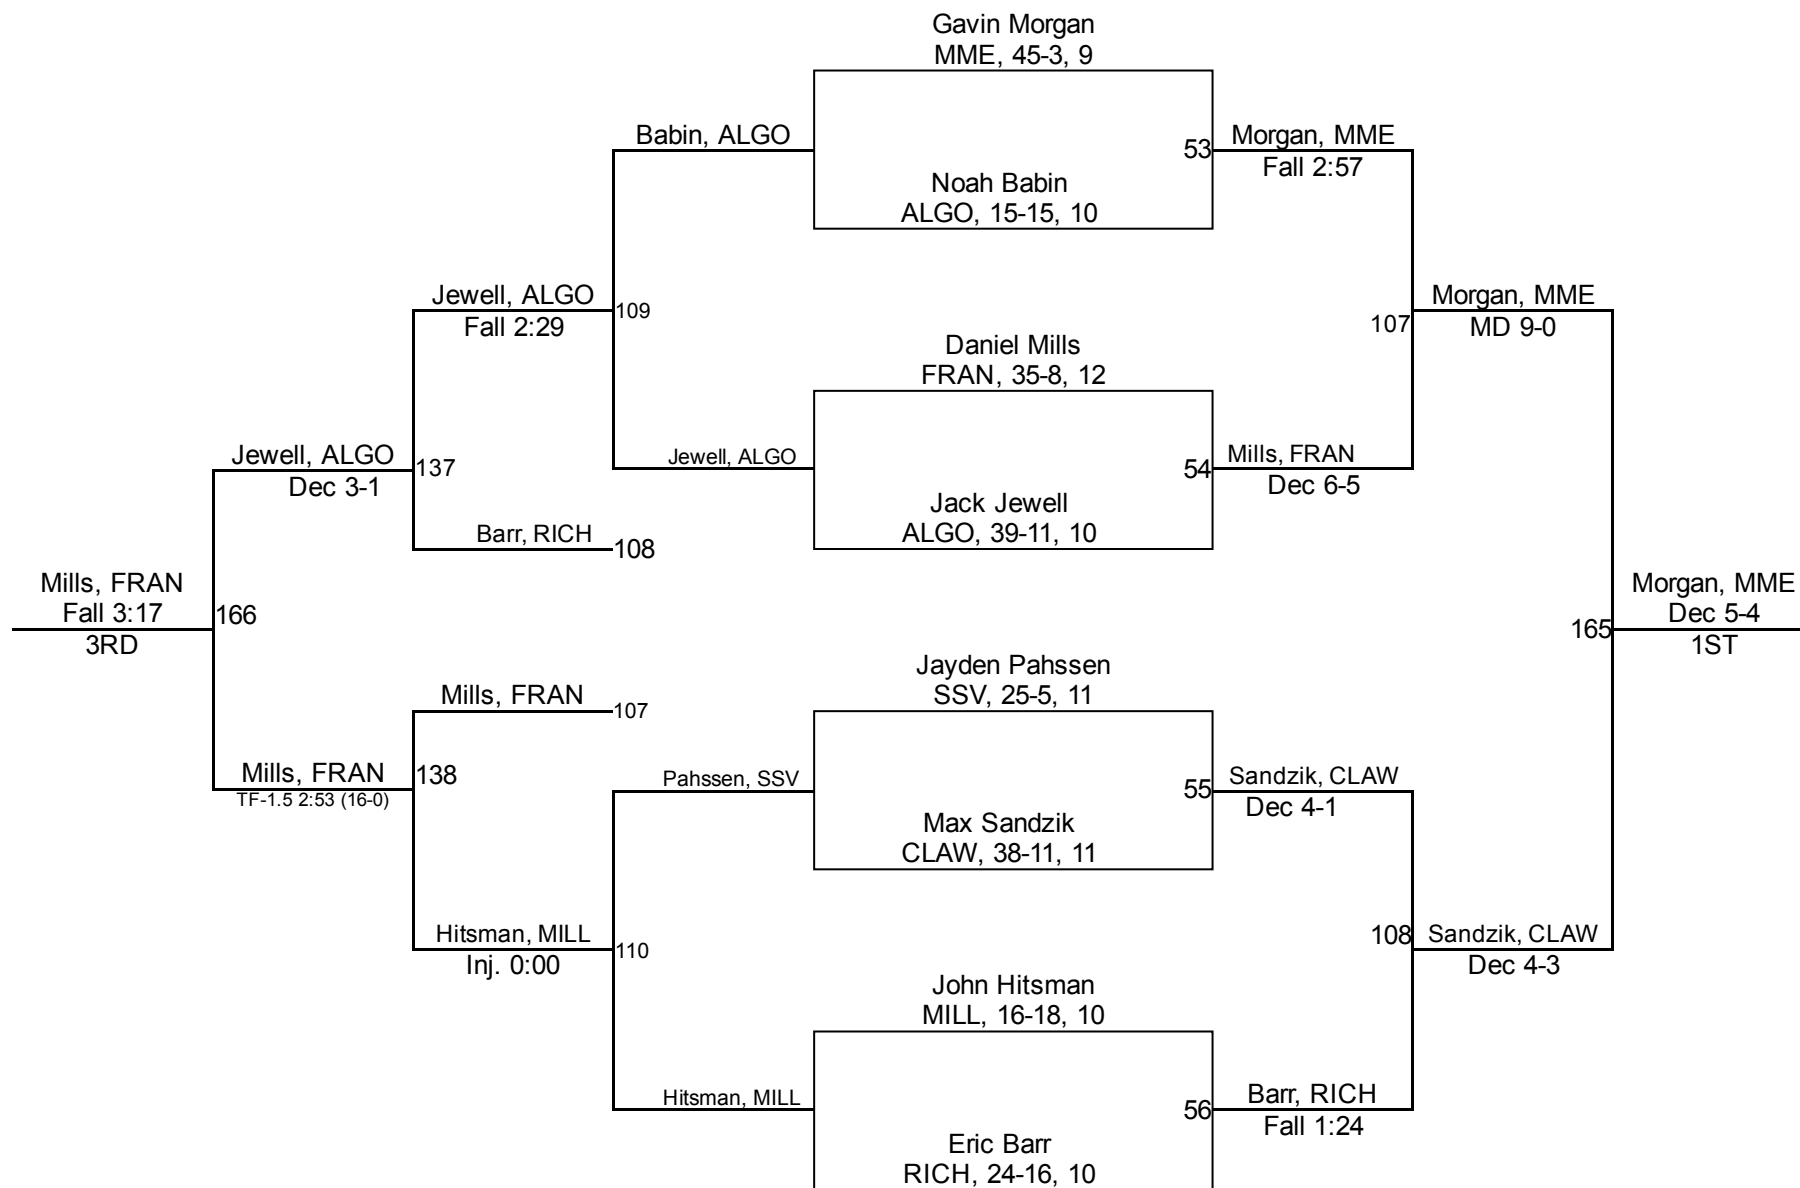 Gavin Morgan
MME, 45-3, 9
Babin, ALGO
53
Morgan, MME
Fall 2:57
Noah Babin
ALGO, 15-15, 10
Jewell, ALGO
Fall 2:29
109
107
Morgan, MME
MD 9-0
Daniel Mills
FRAN, 35-8, 12
Jewell, ALGO
Dec 3-1
137
Jewell, ALGO
54
Mills, FRAN
Dec 6-5
Jack Jewell
ALGO, 39-11, 10
Barr, RICH
108
Mills, FRAN
Fall 3:17
3RD
166
165
Morgan, MME
Dec 5-4
1ST
Jayden Pahssen
SSV, 25-5, 11
Mills, FRAN
107
Mills, FRAN
TF-1.5 2:53 (16-0)
138
Pahssen, SSV
55
Sandzik, CLAW
Dec 4-1
Max Sandzik
CLAW, 38-11, 11
Hitsman, MILL
Inj. 0:00
110
108
Sandzik, CLAW
Dec 4-3
John Hitsman
MILL, 16-18, 10
Hitsman, MILL
56
Barr, RICH
Fall 1:24
Eric Barr
RICH, 24-16, 10